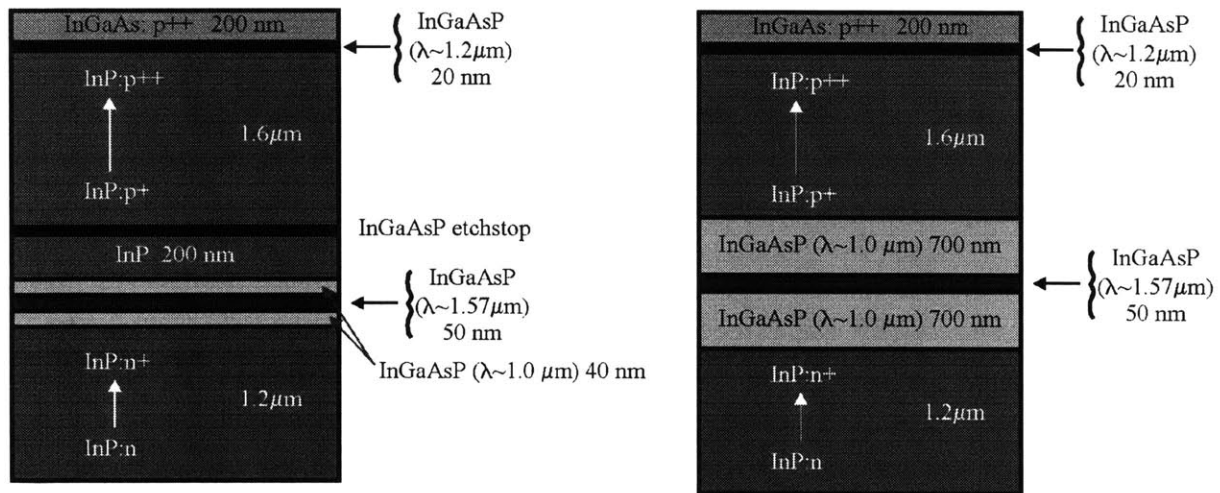 InGaAs: p++ 200 nm
InGaAsP
(λ~1.2μm)
20 nm
InP:p++
1.6μm
InP:p+
InGaAsP etchstop
InP 200 nm
InGaAsP
(λ~1.57μm)
50 nm
InGaAsP (λ~1.0 μm) 40 nm
InP:n+
1.2μm
InP:n
InGaAs: p++ 200 nm
InGaAsP
(λ~1.2μm)
20 nm
InP:p++
1.6μm
InP:p+
InGaAsP (λ~1.0 μm) 700 nm
InGaAsP
(λ~1.57μm)
50 nm
InGaAsP (λ~1.0 μm) 700 nm
InP:n+
1.2μm
InP:n